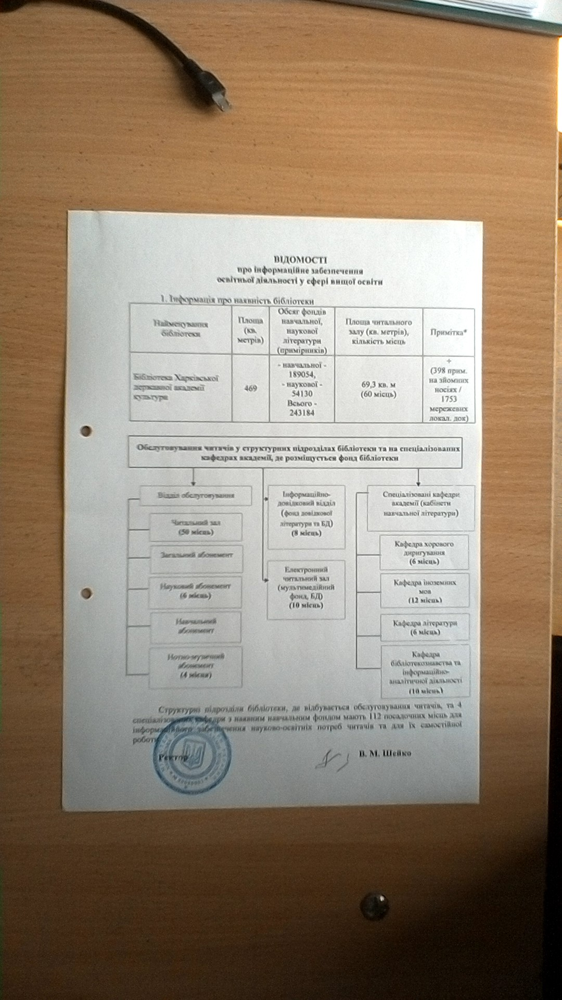 ВІДОМОСТІ
про інформаційне забезпечення
освітньої діяльності у сфері вищої освіти
1. Інформація про наявність бібліотеки
Найменування
бібліотеки
Площа
(кв.
метрів)
Обсяг фондів
навчальної,
наукової
літератури
(примірників)
Площа читального
залу (кв. метрів),
кількість місць
Примітка*
Бібліотека Харківської
державної академії
культури
469
- навчальної -
189054,
- наукової -
54130
Всього -
243184
69,3 кв. м
(60 місць)
+
(398 прим.
на зйомних
носіях /
1753
мережевих
локал. док)
Обслуговування читачів у структурних підрозділах бібліотеки та на спеціалізованих
кафедрах академії, де розміщується фонд бібліотеки
Відділ обслуговування
Читальний зал
(50 місць)
Загальний абонемент
Науковий абонемент
(6 місць)
Навчальний
абонемент
Нотно-музичний
абонемент
(4 місця)
Інформаційно-
довідковий відділ
(фонд довідкової
літератури та БД)
(8 місць)
Електронний
читальний зал
(мультимедійний
фонд, БД)
(10 місць)
Спеціалізовані кафедри
академії (кабінети
навчальної літератури)
Кафедра хорового
диригування
(6 місць)
Кафедра іноземних
мов
(12 місць)
Кафедра літератури
(6 місць)
Кафедра
бібліотекознавства та
інформаційно-
аналітичної діяльності
(10 місць)
Структурні підрозділи бібліотеки, де відбувається обслуговування читачів, та 4
спеціалізованих кафедри з наявним навчальним фондом мають 112 посадочних місць для
інформаційного забезпечення науково-освітніх потреб читачів та для їх самостійної
роботи
Ректор
В. М. Шейко